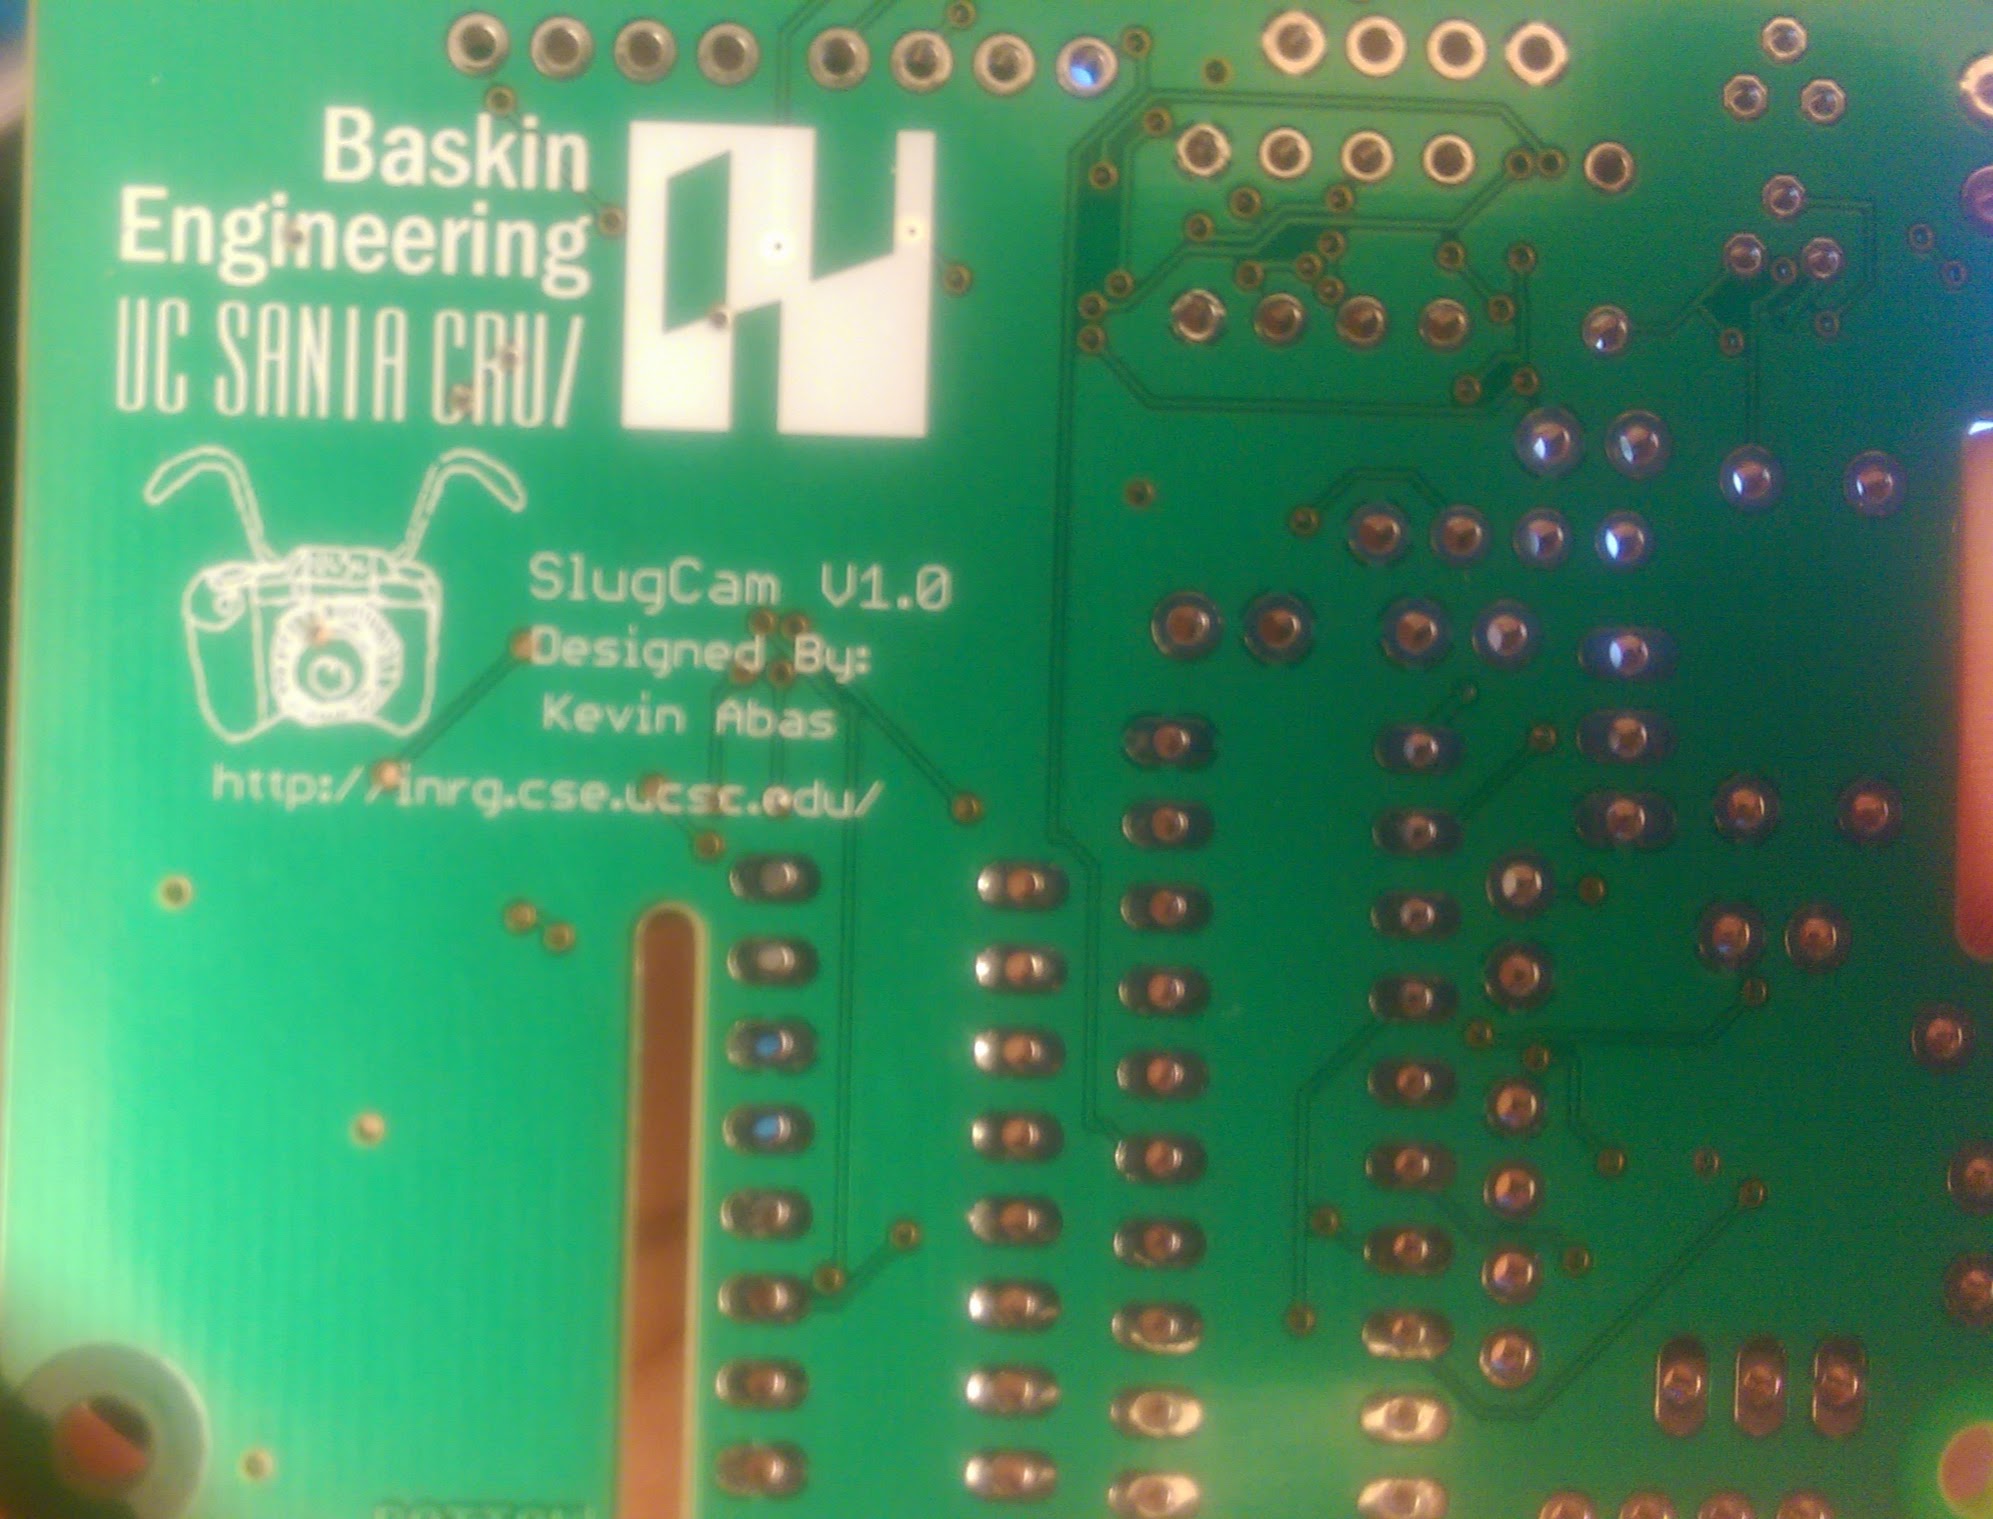 Baskin
Engineering
UC SANTA CRUZ
SlugCam V1.0
Designed By:
Kevin Abas
http://inrg.cse.ucsc.edu/